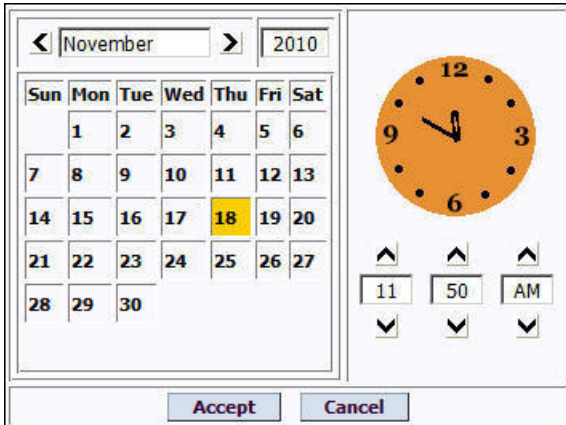 November 2010
Sun Mon Tue Wed Thu Fri Sat
1 2 3 4 5 6
7 8 9 10 11 12 13
14 15 16 17 18 19 20
21 22 23 24 25 26 27
28 29 30
12
9 3
6
11 50 AM
Accept Cancel